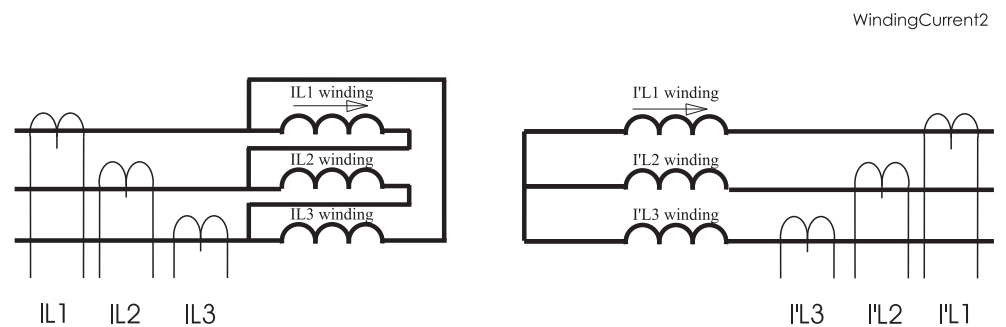 WindingCurrent2
IL1 winding
I'L1 winding
IL2 winding
I'L2 winding
IL3 winding
I'L3 winding
IL1 IL2 IL3 I'L3 I'L2 I'L1